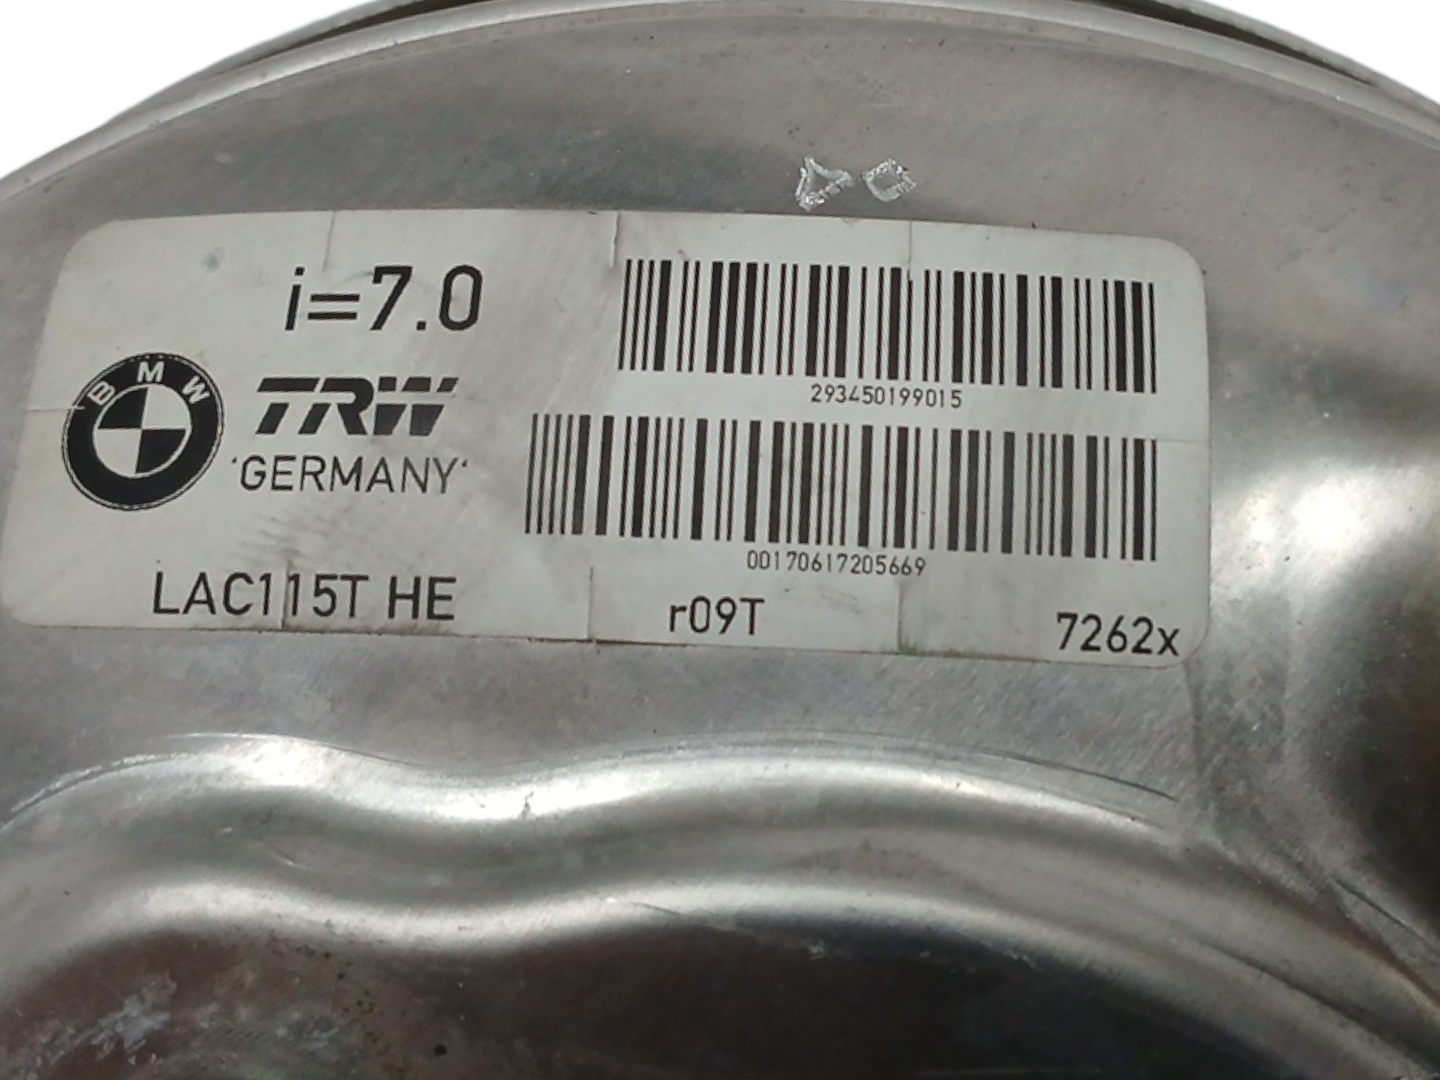 i=7.0
293450199015
BMW
TRW
'GERMANY'
00170617205669
LAC115T HE
r09T
7262x